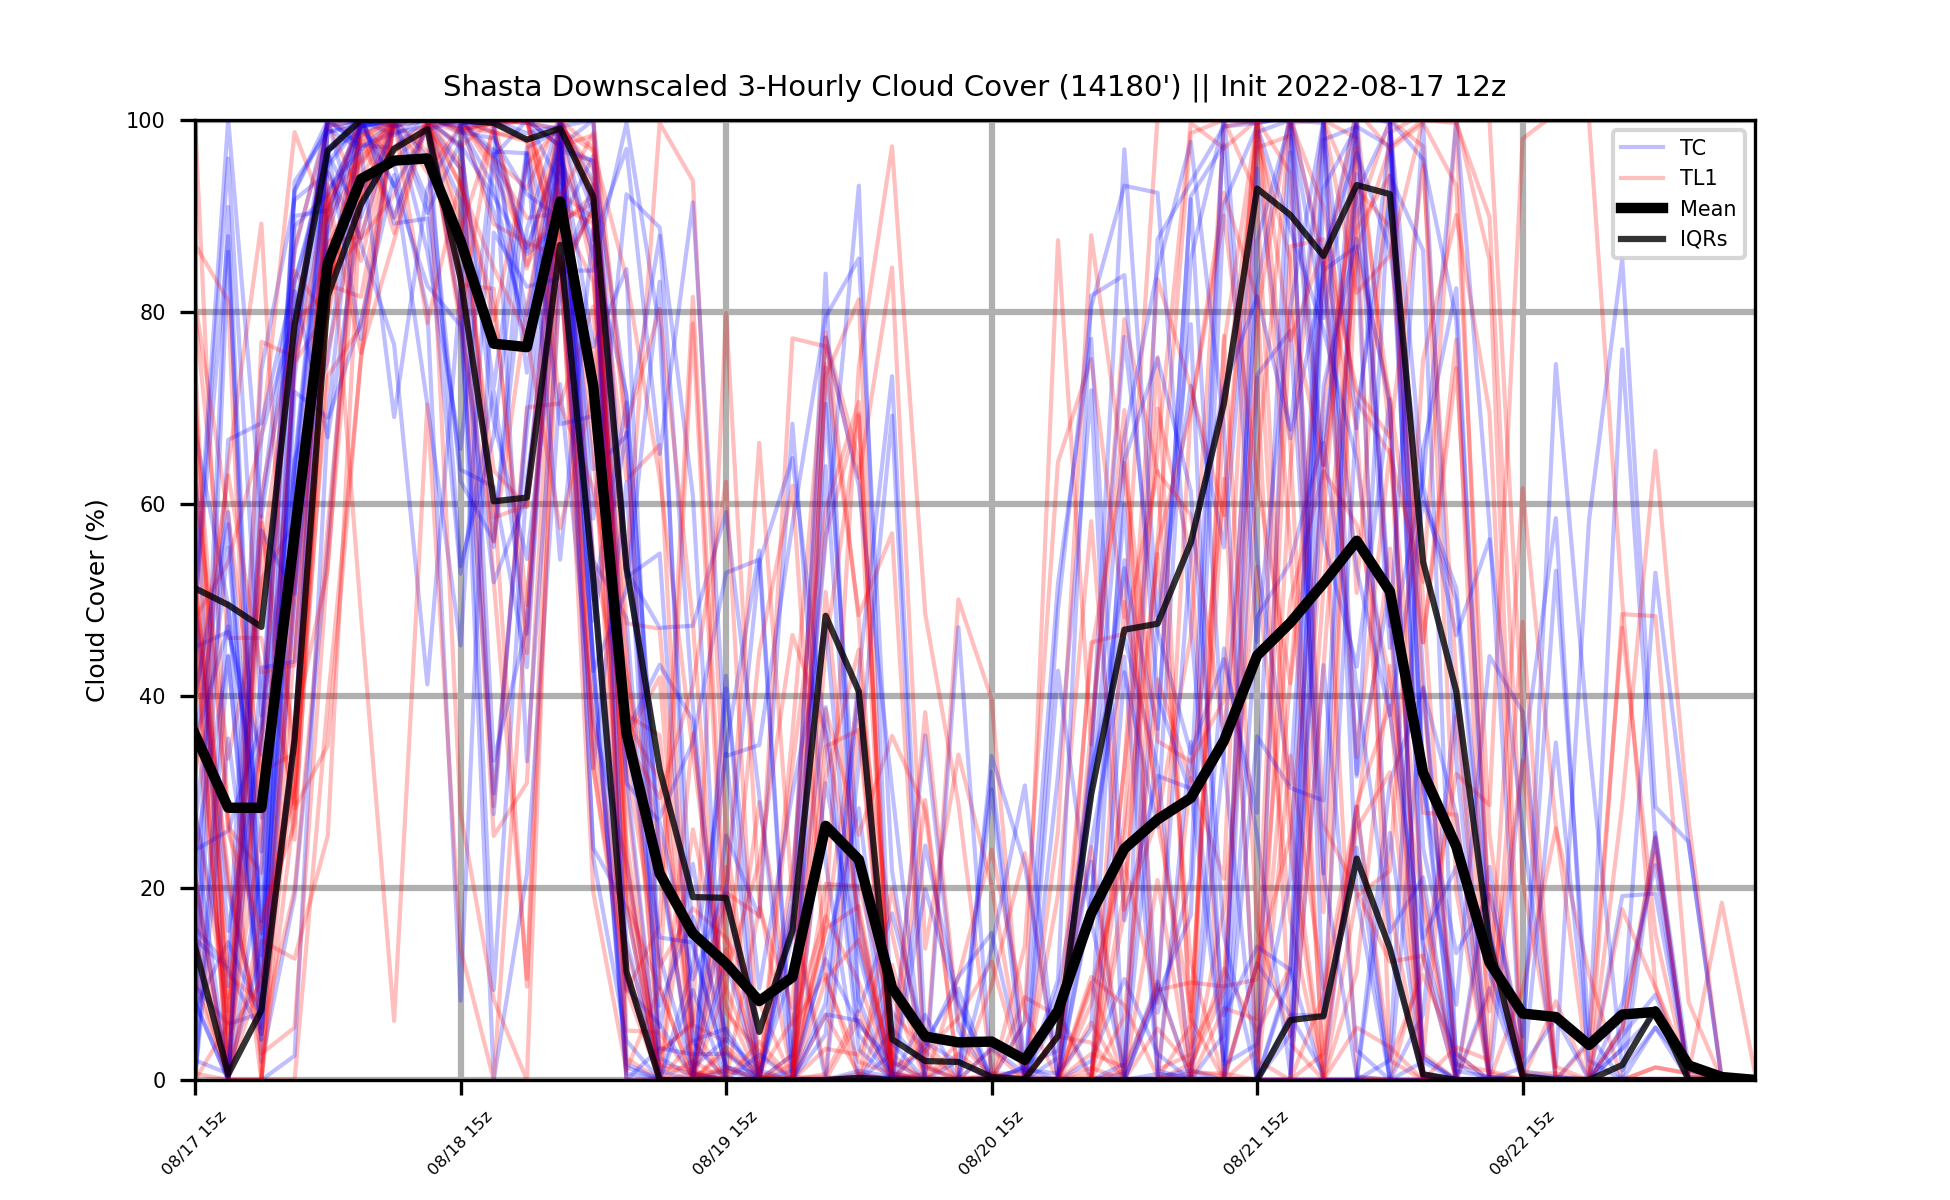 Shasta Downscaled 3-Hourly Cloud Cover (14180') || Init 2022-08-17 12z
Cloud Cover (%)
100
80
60
40
20
0
TC
TL1
Mean
IQRs
08/17 15z
08/18 15z
08/19 15z
08/20 15z
08/21 15z
08/22 15z